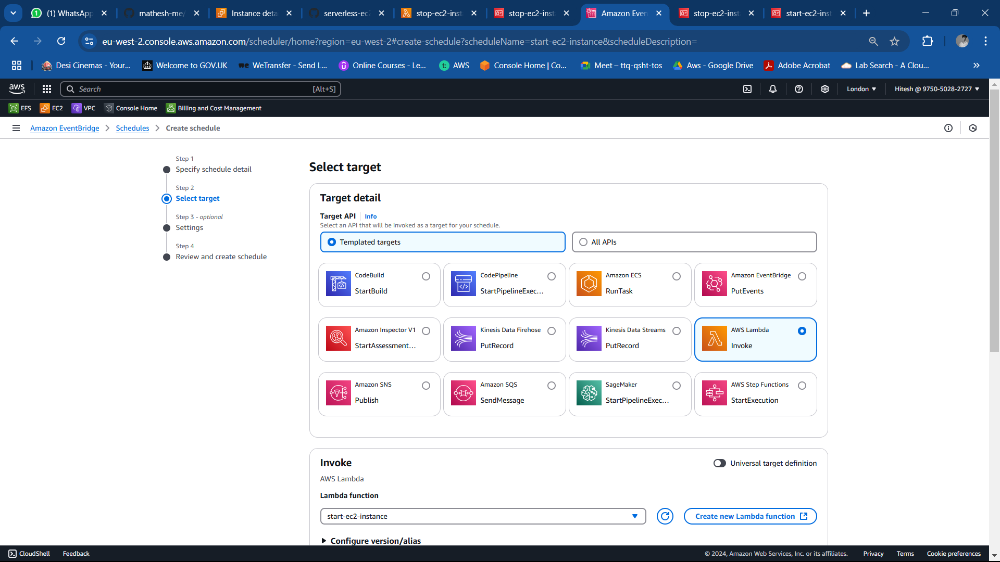 (1) WhatsApp
mathesh-me/
Instance deta
serverless-ec
stop-ec2-inst
stop-ec2-inst
Amazon Even
stop-ec2-inst
start-ec2-inst
eu-west-2.console.aws.amazon.com/scheduler/home?region=eu-west-2#create-schedule?scheduleName=start-ec2-instance&scheduleDescription=
Desi Cinemas - Your...
Welcome to GOV.UK
we WeTransfer - Send L...
Online Courses - Le...
t: AWS
Console Home | Co...
Meet – ttq-qsht-tos
Aws - Google Drive
Adobe Acrobat
Lab Search - A Clou...
aws
Search [Alt+S]
London
Hitesh @ 9750-5028-2727
EFS
EC2
VPC
Console Home
Billing and Cost Management
Amazon EventBridge
Schedules
Create schedule
Step 1
Specify schedule detail
Step 2
Select target
Step 3 - optional
Settings
Step 4
Review and create schedule
Select target
Target detail
Target API
Info
Select an API that will be invoked as a target for your schedule.
Templated targets
All APIs
CodeBuild
StartBuild
CodePipeline
StartPipelineExec...
Amazon ECS
RunTask
Amazon EventBridge
PutEvents
Amazon Inspector V1
StartAssessment...
Kinesis Data Firehose
PutRecord
Kinesis Data Streams
PutRecord
AWS Lambda
Invoke
Amazon SNS
Publish
Amazon SQS
SendMessage
SageMaker
StartPipelineExec...
AWS Step Functions
StartExecution
Invoke
Universal target definition
AWS Lambda
Lambda function
start-ec2-instance
Create new Lambda function
Configure version/alias
CloudShell
Feedback
© 2024, Amazon Web Services, Inc. or its affiliates.
Privacy
Terms
Cookie preferences